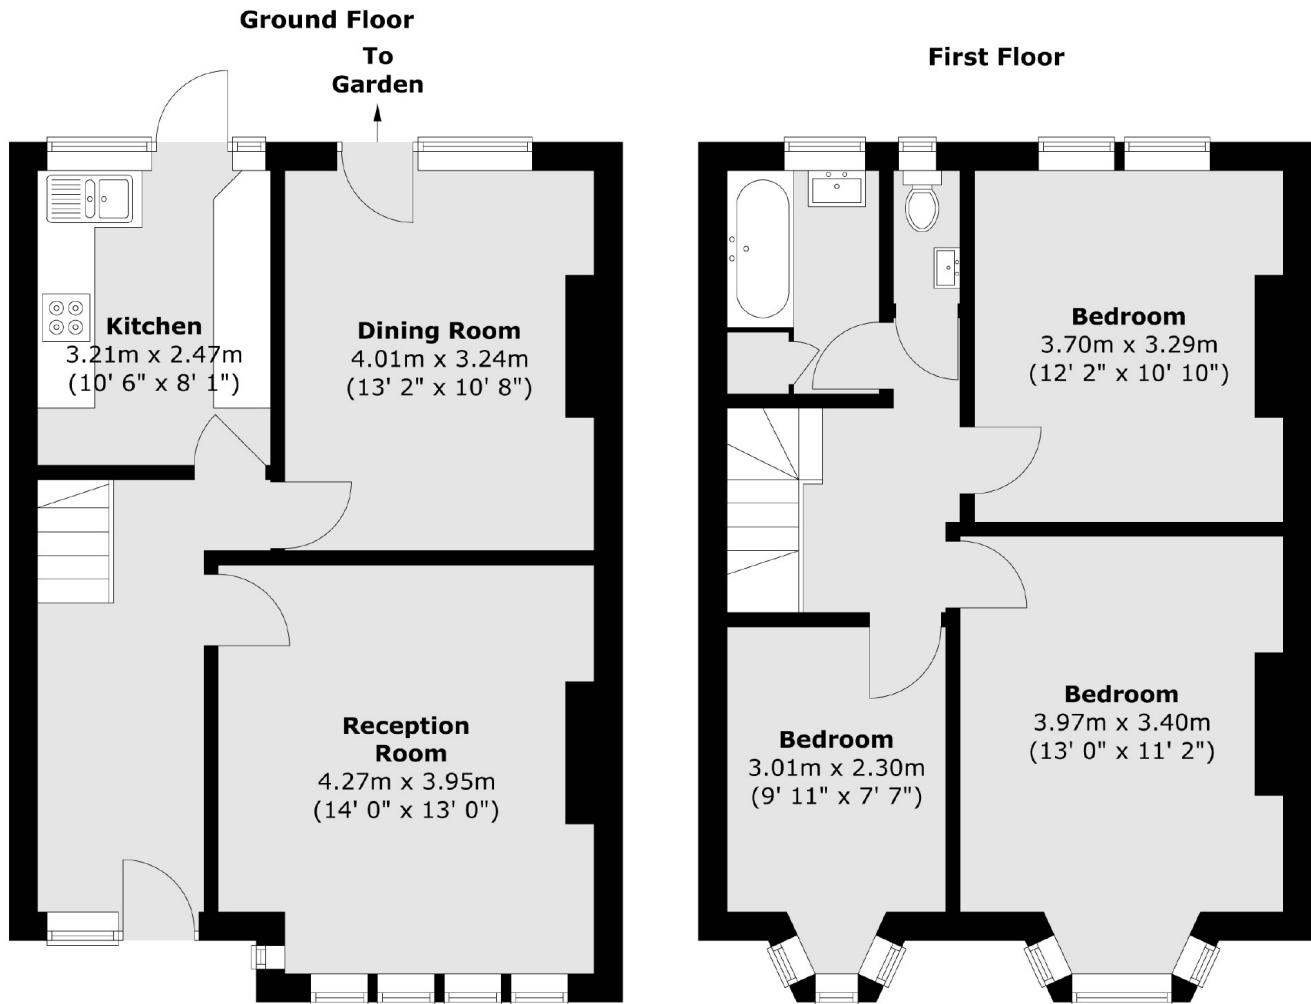 Ground Floor
To
Garden
First Floor
Kitchen
3.21m x 2.47m
(10' 6" x 8' 1")
Dining Room
4.01m x 3.24m
(13' 2" x 10' 8")
Reception
Room
4.27m x 3.95m
(14' 0" x 13' 0")
Bedroom
3.70m x 3.29m
(12' 2" x 10' 10")
Bedroom
3.97m x 3.40m
(13' 0" x 11' 2")
Bedroom
3.01m x 2.30m
(9' 11" x 7' 7")